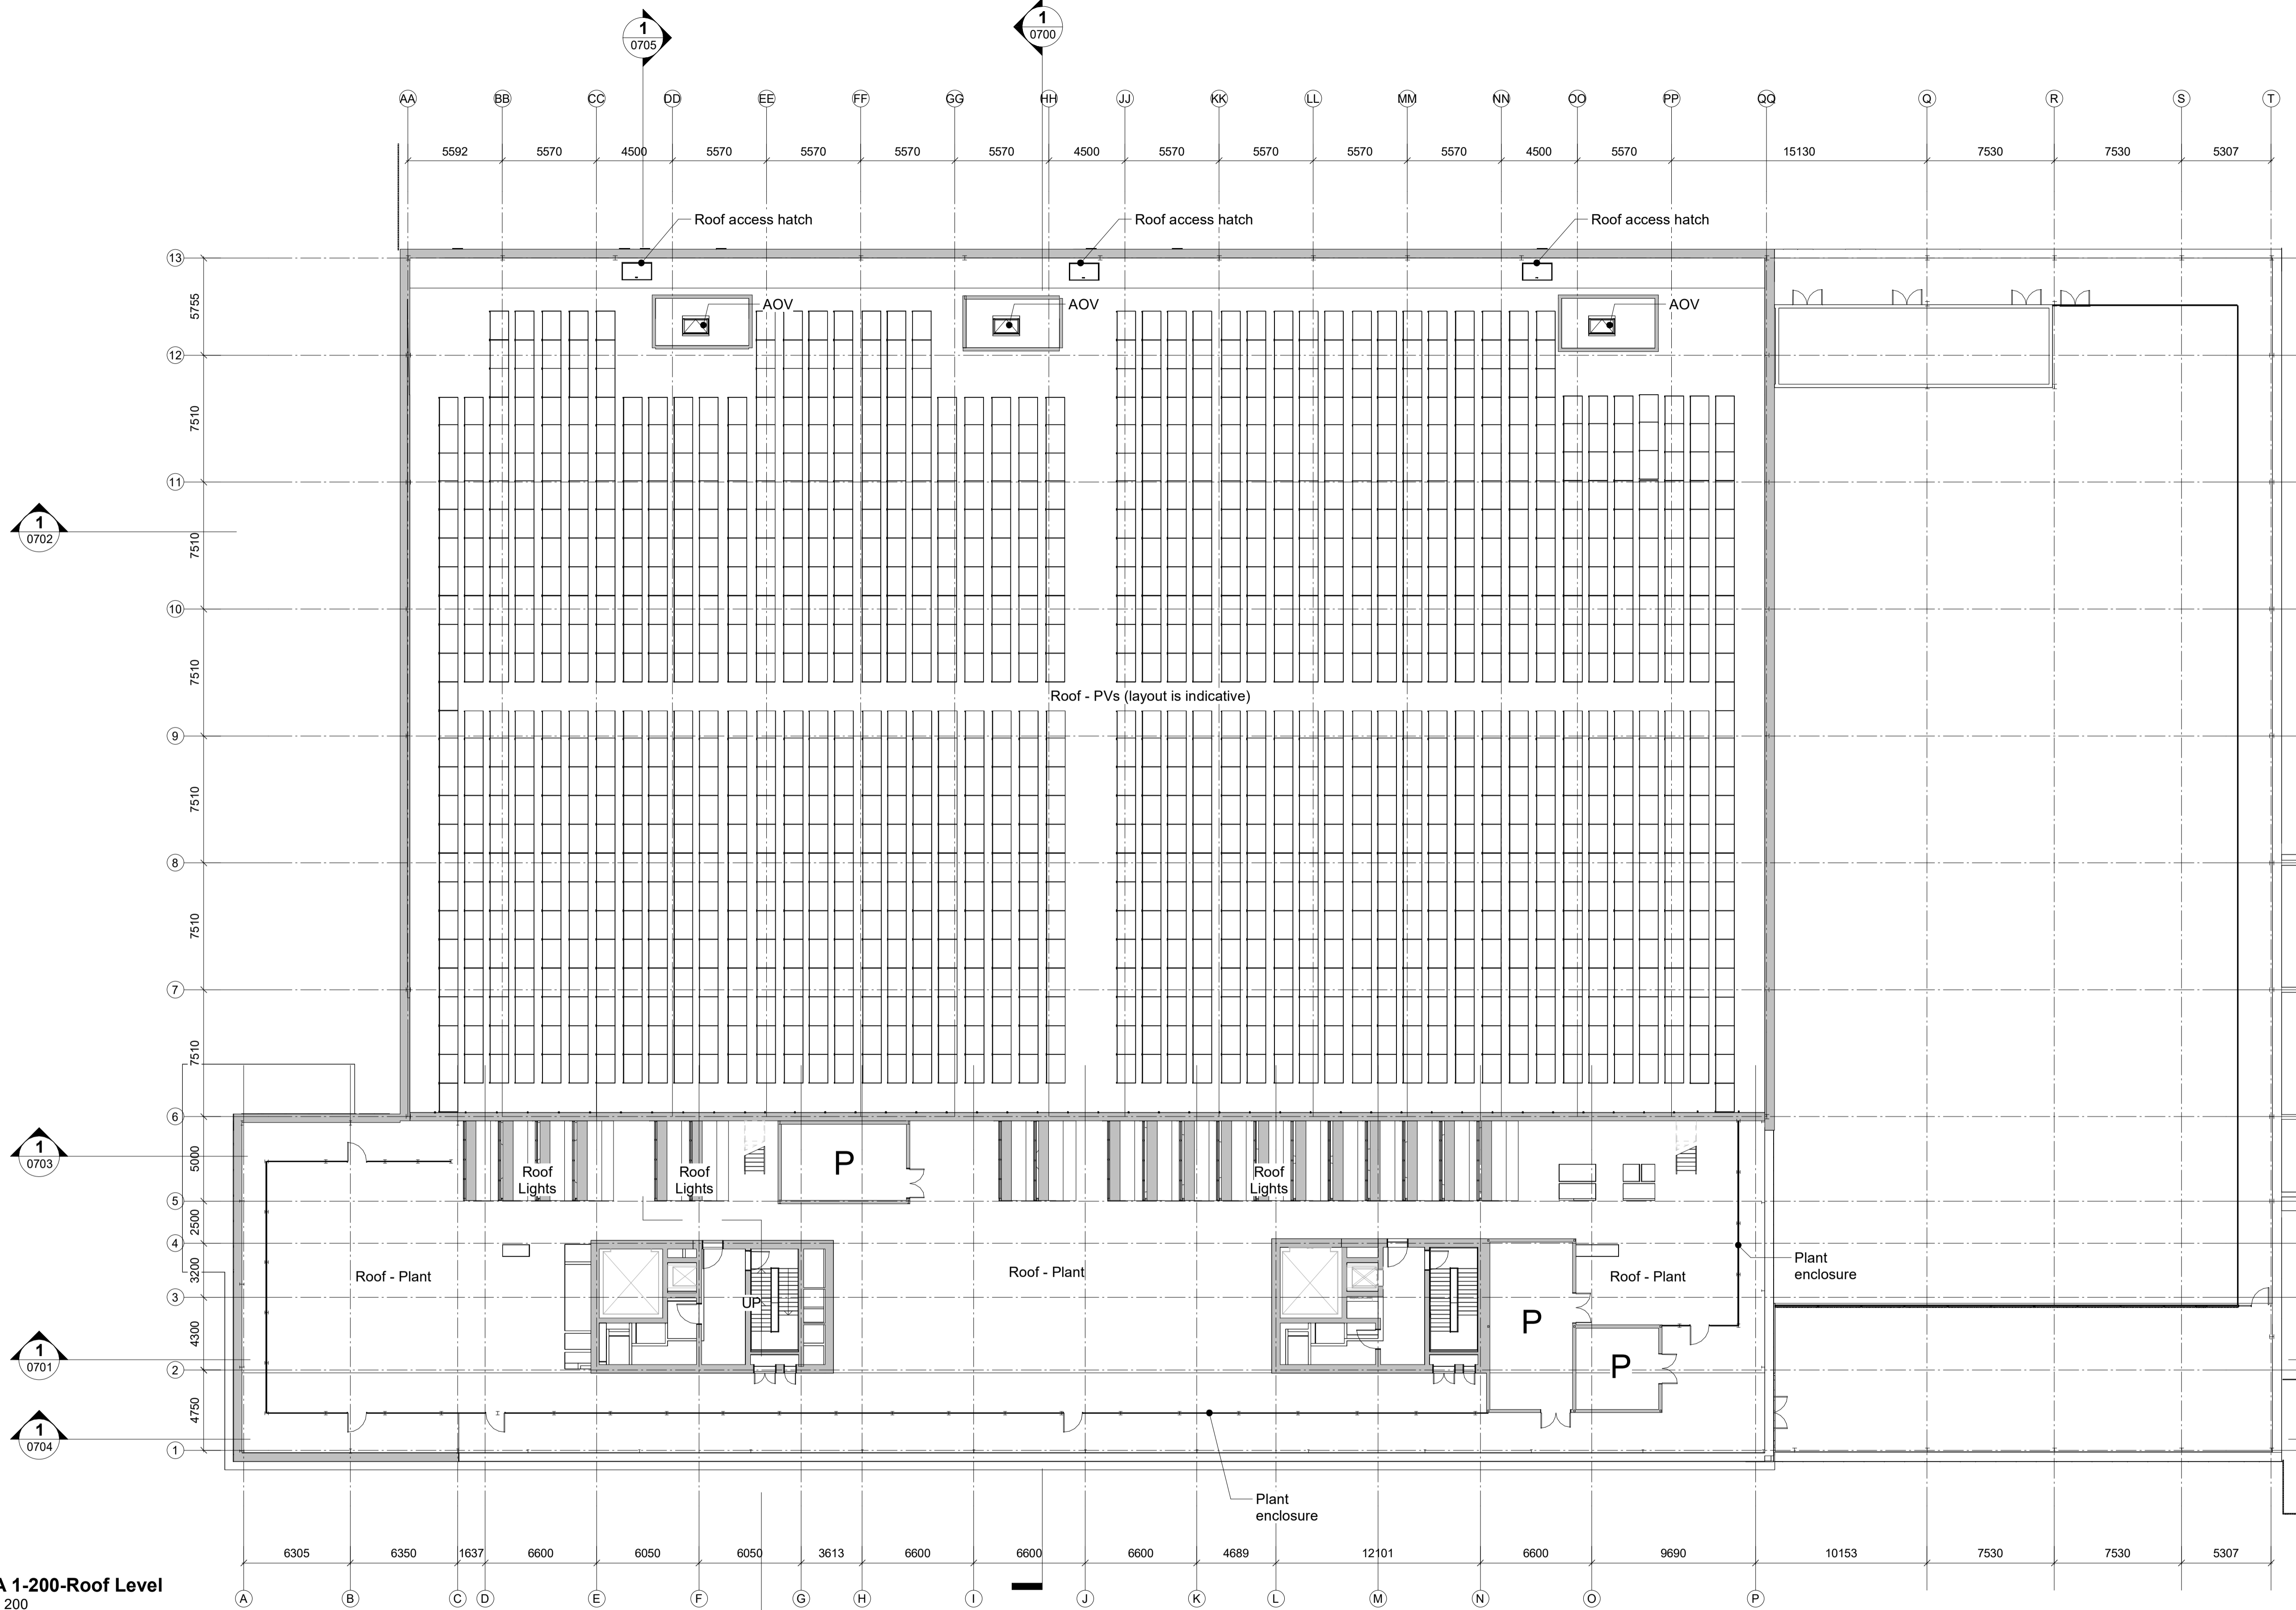 1
0705
1
0700
AA BB CC DD EE FF GG HH JJ KK LL MM NN OO PP QQ Q R S T
5592 5570 4500 5570 5570 5570 5570 4500 5570 5570 5570 5570 4500 5570 15130 7530 7530 5307
Roof access hatch
Roof access hatch
Roof access hatch
13
5755
AOV
AOV
AOV
12
7510
11
1
0702
7510
10
7510
Roof - PVs (layout is indicative)
9
7510
8
7510
7
7510
6
1
0703
5000
Roof
Lights
Roof
Lights
P
Roof
Lights
5
2500
4
3200
Roof - Plant
Roof - Plant
Roof - Plant
Plant
enclosure
3
UP
P
4300
1
0701
2
P
4750
1
0704
1
Plant
enclosure
6305 6350 1637 6600 6050 6050 3613 6600 6600 6600 4689 12101 6600 9690 10153 7530 7530 5307
A 1-200-Roof Level
200
A B C D E F G H I J K L M N O P